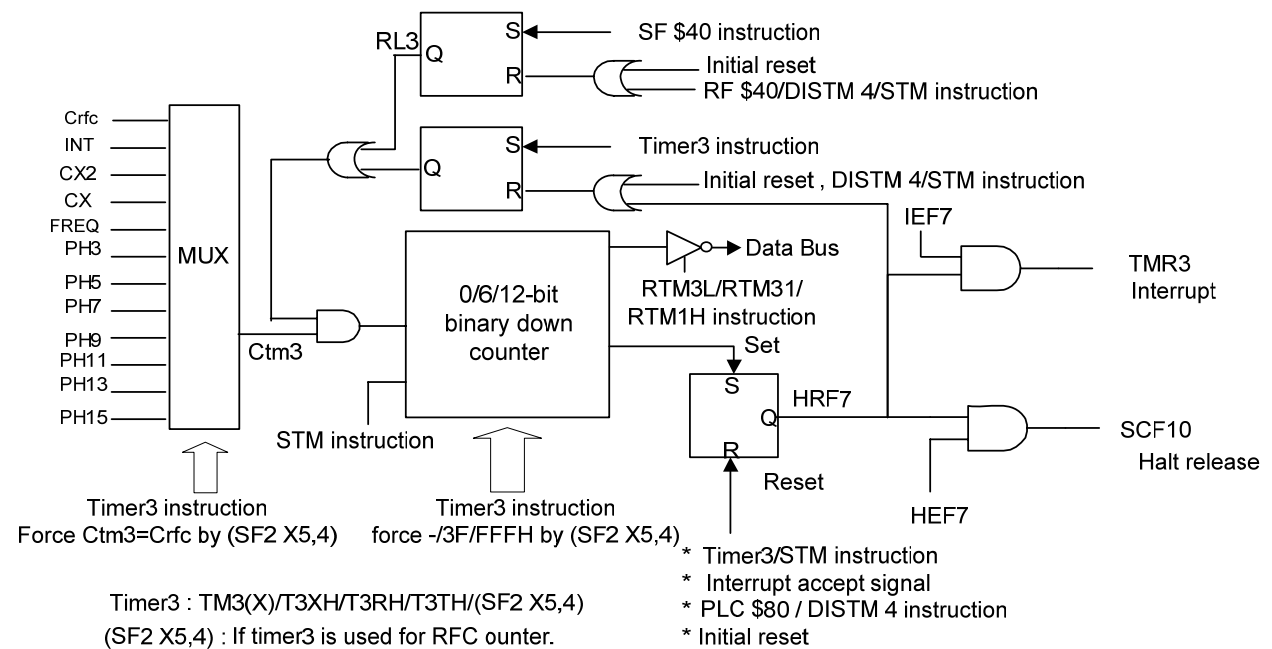 RL3
S
SF $40 instruction
Q
R
Initial reset
RF $40/DISTM 4/STM instruction
Crfc
INT
CX2
CX
FREQ
PH3
PH5
PH7
PH9
PH11
PH13
PH15
MUX
S
Timer3 instruction
Q
R
Initial reset , DISTM 4/STM instruction
IEF7
TMR3
Interrupt
Data Bus
RTM3L/RTM31/
RTM1H instruction
0/6/12-bit
binary down
counter
Ctm3
Set
S
Q
R
HRF7
Reset
STM instruction
SCF10
Halt release
HEF7
Timer3 instruction
Force Ctm3=Crfc by (SF2 X5,4)
Timer3 instruction
force -/3F/FFFH by (SF2 X5,4)
* Timer3/STM instruction
* Interrupt accept signal
* PLC $80 / DISTM 4 instruction
* Initial reset
Timer3 : TM3(X)/T3XH/T3RH/T3TH/(SF2 X5,4)
(SF2 X5,4) : If timer3 is used for RFC ounter.